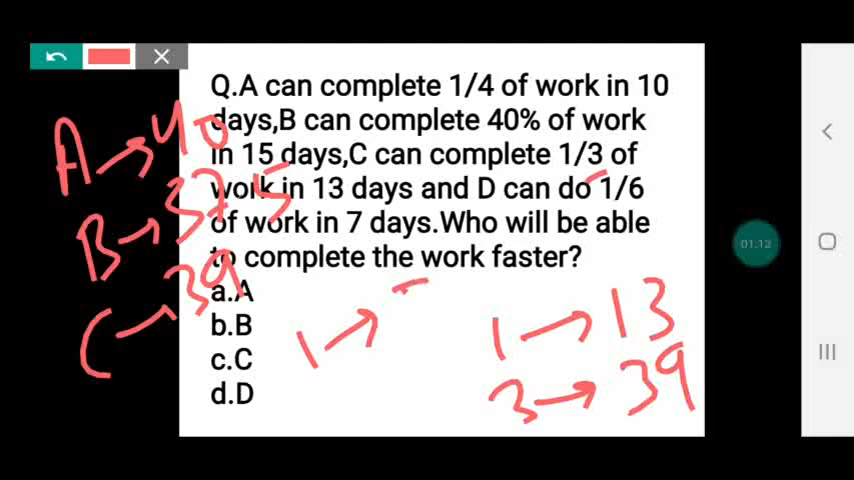 Q.A can complete 1/4 of work in 10
days,B can complete 40% of work
in 15 days,C can complete 1/3 of
work in 13 days and D can do 1/6
of work in 7 days.Who will be able
to complete the work faster?
a.A
b.B
c.C
d.D
A→40
B→375
C→39
1→
1→13
3→39
01:12